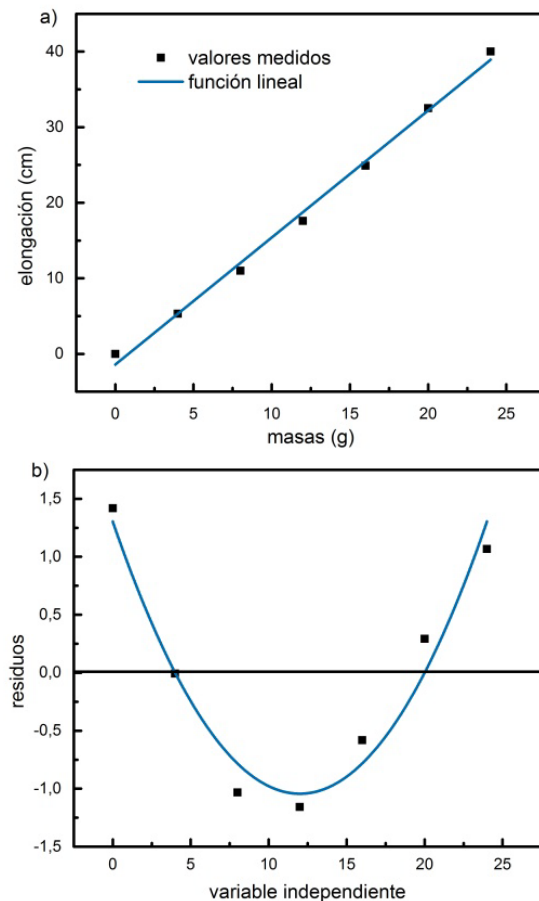 a)
40
30
20
10
0
valores medidos
función lineal
elongación (cm)
0 5 10 15 20 25
masas (g)
b)
1,5
1,0
0,5
0,0
-0,5
-1,0
-1,5
residuos
0 5 10 15 20 25
variable independiente